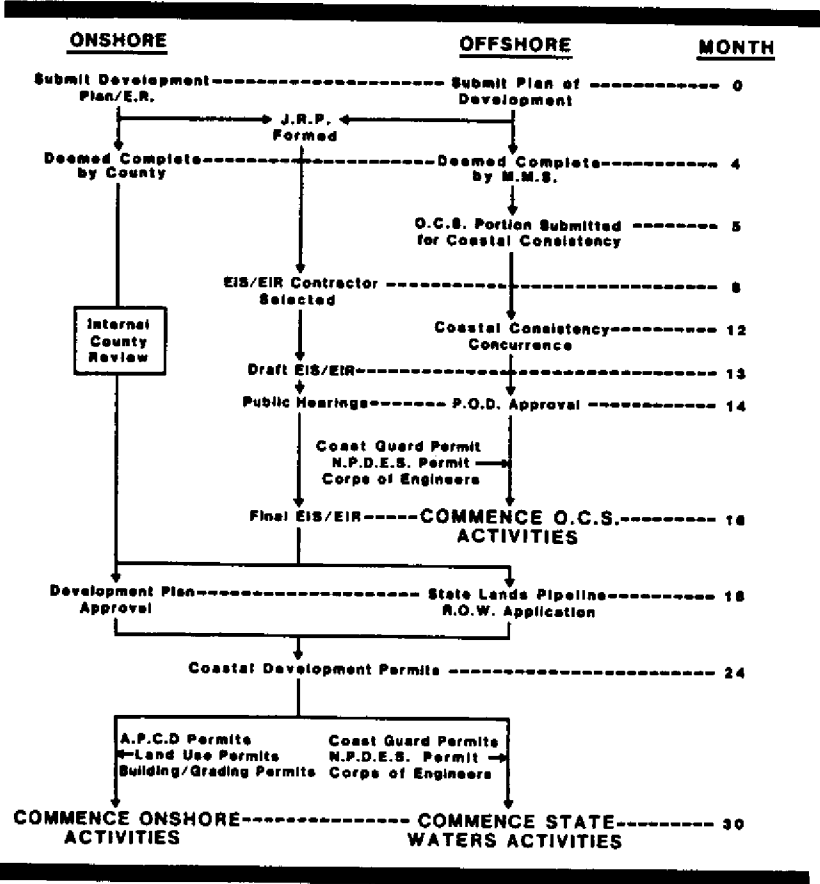 ONSHORE OFFSHORE MONTH
Submit Development Submit Plan of 0
Plan/E.R. Development
J.R.P.
Formed
Deemed Complete Deemed Complete 4
by County by M.M.S.
O.C.S. Portion Submitted 5
for Coastal Consistency
EIS/EIR Contractor
Selected
Internal
County
Review
Coastal Consistency 12
Concurrence
Draft EIS/EIR 13
Public Hearings P.O.D. Approval 14
Coast Guard Permit
N.P.D.E.S. Permit
Corps of Engineers
Final EIS/EIR COMMENCE O.C.S.
ACTIVITIES
Development Plan State Lands Pipeline 18
Approval R.O.W. Application
Coastal Development Permits 24
A.P.C.D Permits Coast Guard Permits
Land Use Permits N.P.D.E.S. Permit
Building/Grading Permits Corps of Engineers
COMMENCE ONSHORE COMMENCE STATE 30
ACTIVITIES WATERS ACTIVITIES